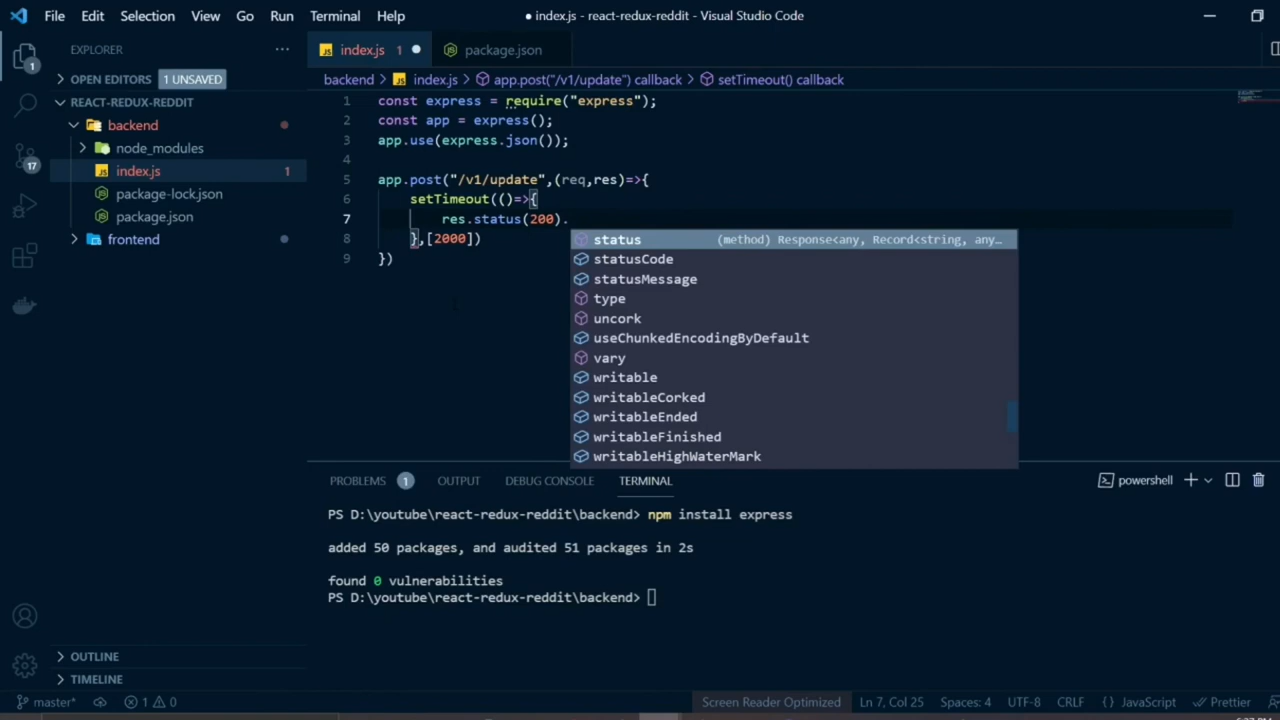 File Edit Selection View Go Run Terminal Help
● index.js - react-redux-reddit - Visual Studio Code
EXPLORER ...
JS index.js 1 ●
package.json
OPEN EDITORS 1 UNSAVED
REACT-REDUX-REDDIT
backend
node_modules
JS index.js 1
package-lock.json
package.json
frontend
1
17
backend > JS index.js > app.post("/v1/update") callback > setTimeout() callback
1 const express = require("express");
2 const app = express();
3 app.use(express.json());
4
5 app.post("/v1/update",(req,res)=>{
6 setTimeout(()=>{
7 res.status(200).
8 },[2000])
9 })
status (method) Response<any, Record<string, any…
statusCode
statusMessage
type
uncork
useChunkedEncodingByDefault
vary
writable
writableCorked
writableEnded
writableFinished
writableHighWaterMark
PROBLEMS 1 OUTPUT DEBUG CONSOLE TERMINAL
powershell
PS D:\youtube\react-redux-reddit\backend> npm install express
added 50 packages, and audited 51 packages in 2s
found 0 vulnerabilities
PS D:\youtube\react-redux-reddit\backend>
OUTLINE
TIMELINE
master* 1 0 Screen Reader Optimized Ln 7, Col 25 Spaces: 4 UTF-8 CRLF {} JavaScript Prettier